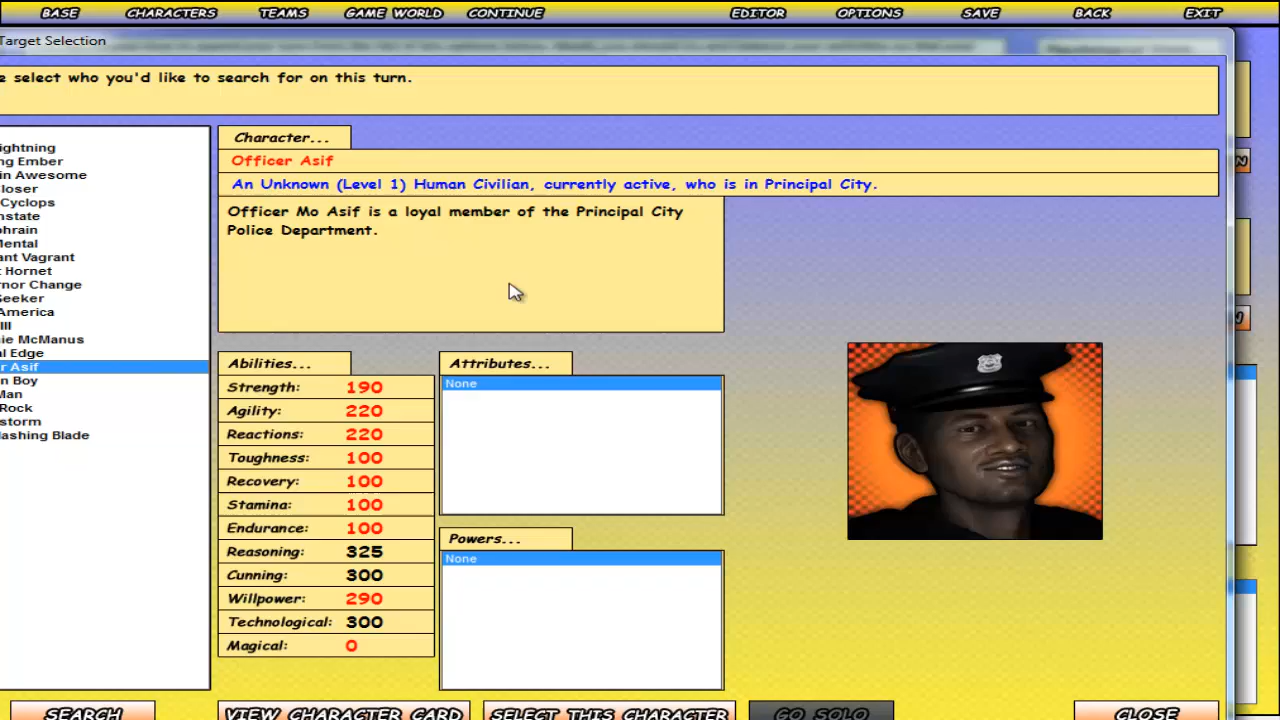 BASE CHARACTERS TEAMS GAME WORLD CONTINUE EDITOR OPTIONS SAVE BACK EXIT
Target Selection
e select who you'd like to search for on this turn.
ightning
ng Ember
in Awesome
loser
Cyclops
nstate
phrain
Mental
ant Vagrant
t Hornet
rnor Change
Seeker
America
III
sie McManus
al Edge
r Asif
n Boy
Man
Rock
storm
lashing Blade
Character...
Officer Asif
An Unknown (Level 1) Human Civilian, currently active, who is in Principal City.
Officer Mo Asif is a loyal member of the Principal City
Police Department.
Abilities...
Strength: 190
Agility: 220
Reactions: 220
Toughness: 100
Recovery: 100
Stamina: 100
Endurance: 100
Reasoning: 325
Cunning: 300
Willpower: 290
Technological: 300
Magical: 0
Attributes...
None
Powers...
None
SEARCH VIEW CHARACTER CARD SELECT THIS CHARACTER GO SOLO CLOSE